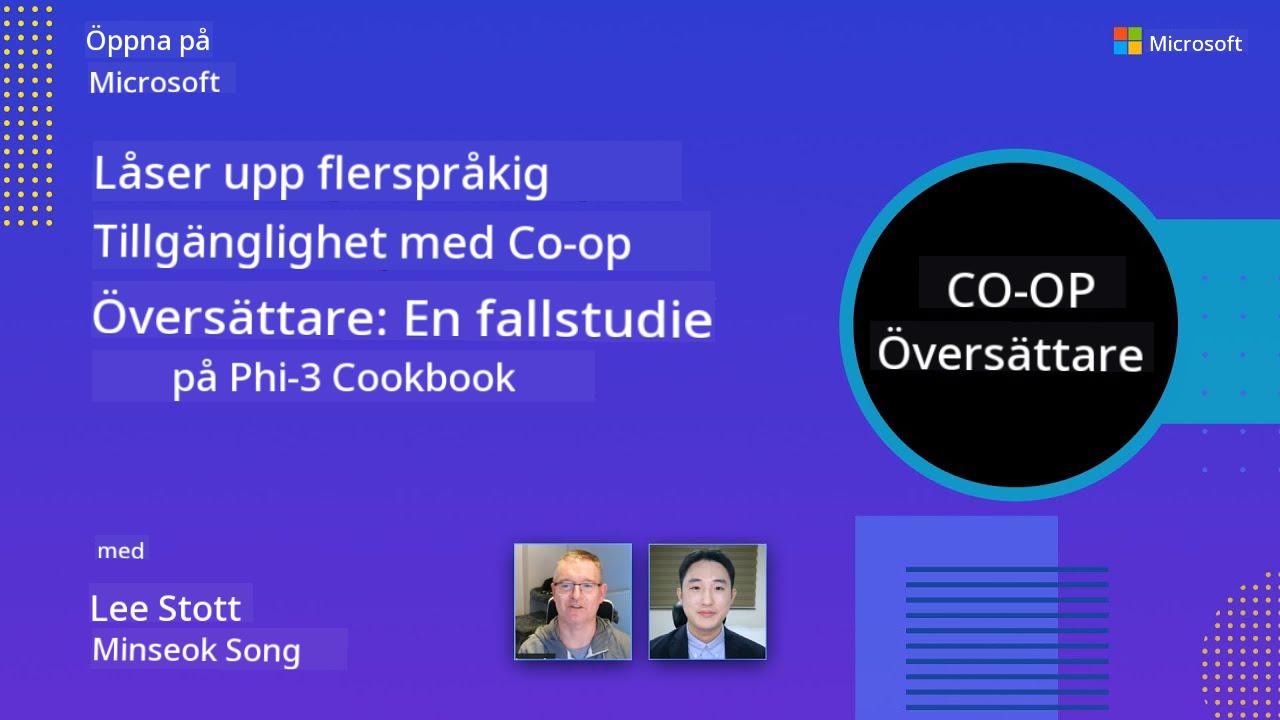 Öppna på
Microsoft
Microsoft
Låser upp flerspråkig
Tillgänglighet med Co-op
Översättare: En fallstudie
på Phi-3 Cookbook
CO-OP
Översättare
med
Lee Stott
Minseok Song